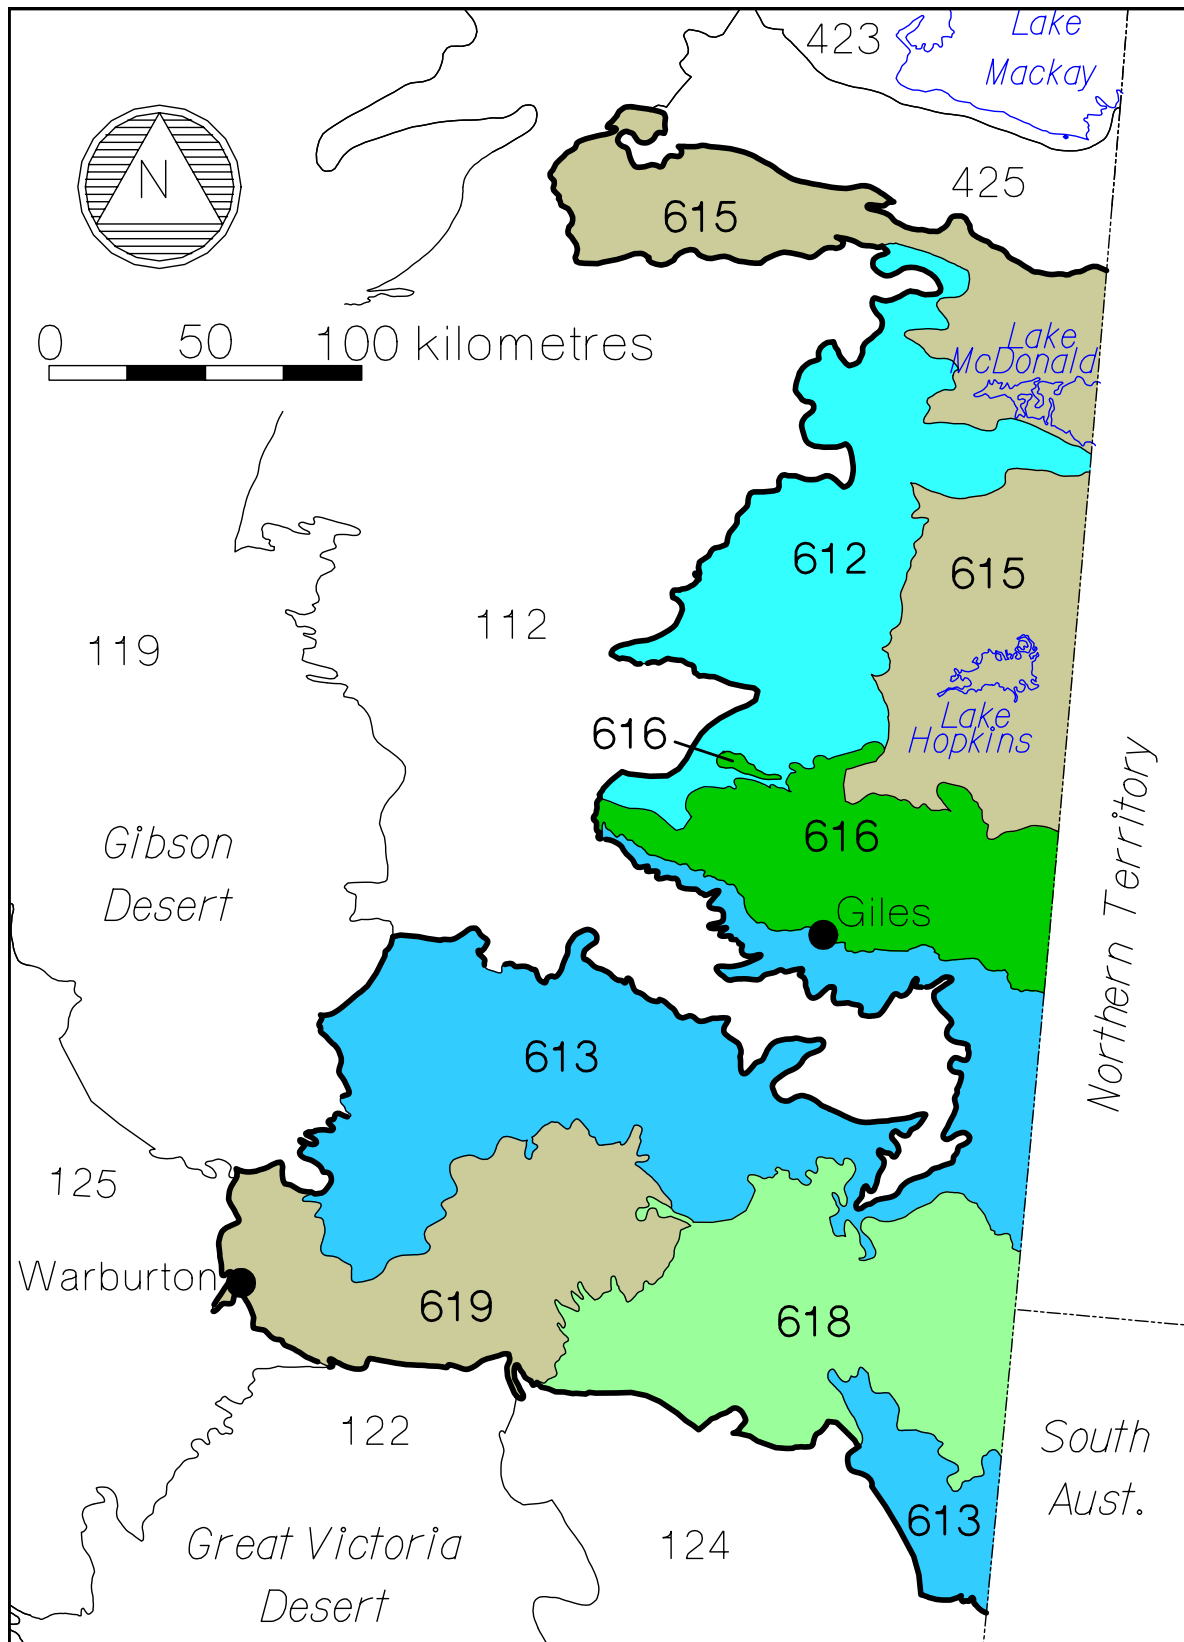 423
Lake
Mackay
N
425
615
0 50 100 kilometres
Lake
McDonald
612
615
112
119
616
Lake
Hopkins
616
Gibson
Desert
Giles
Northern Territory
613
125
Warburton
619
618
122
South
Aust.
613
124
Great Victoria
Desert